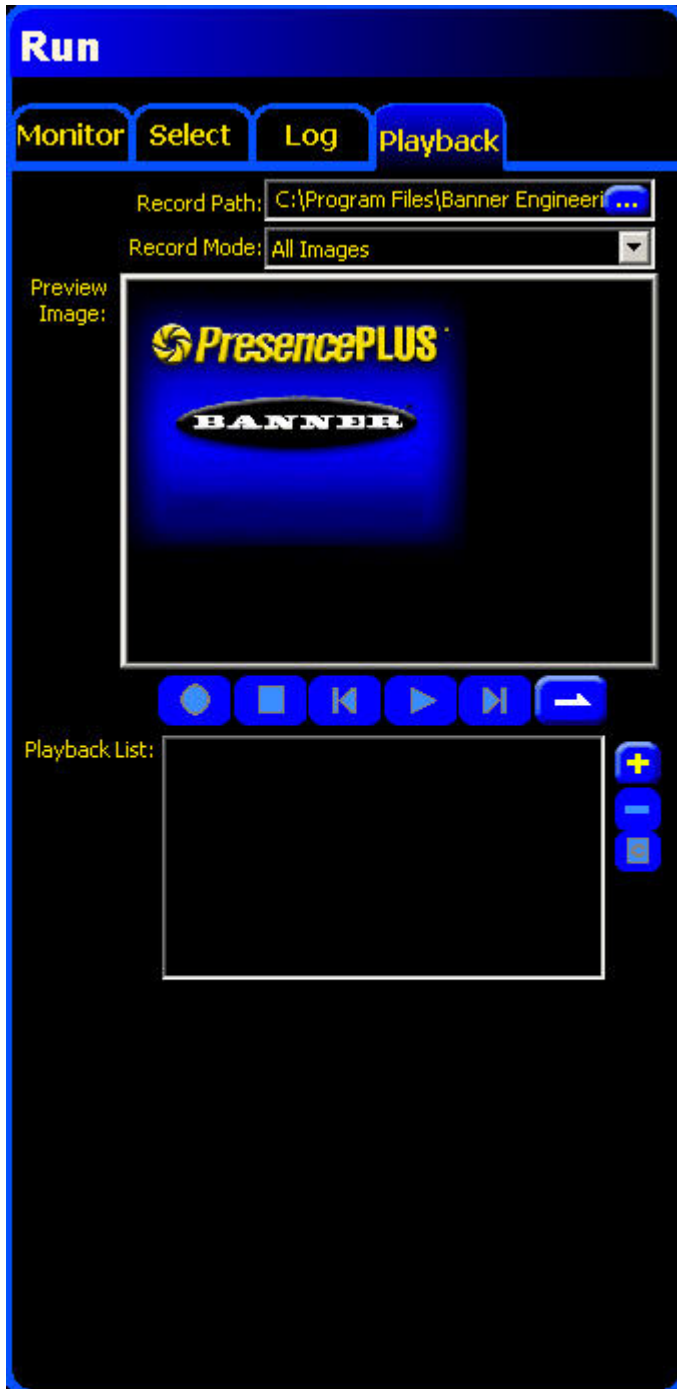 Run
Monitor Select Log Playback
Record Path: C:\Program Files\Banner Engineeri ...
Record Mode: All Images
Preview
Image:
PresencePLUS
BANNER
Playback List: